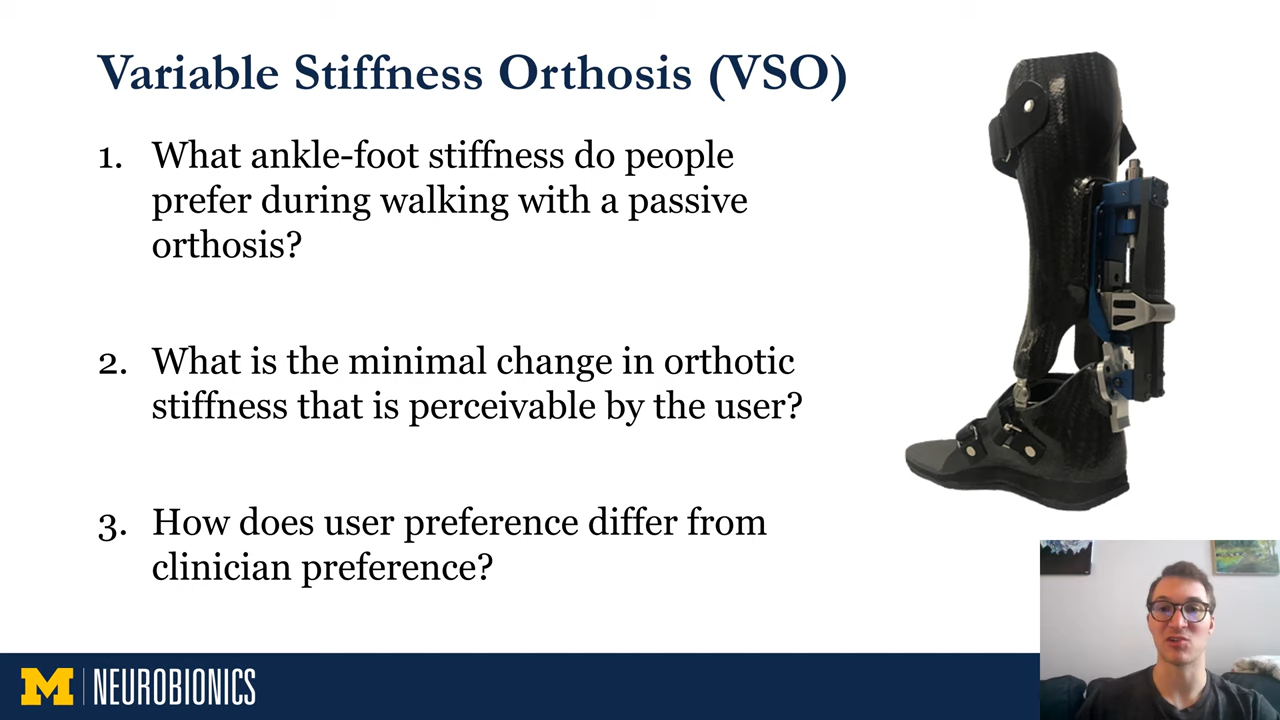 Variable Stiffness Orthosis (VSO)
1. What ankle-foot stiffness do people
prefer during walking with a passive
orthosis?
2. What is the minimal change in orthotic
stiffness that is perceivable by the user?
3. How does user preference differ from
clinician preference?
M | NEUROBIONICS